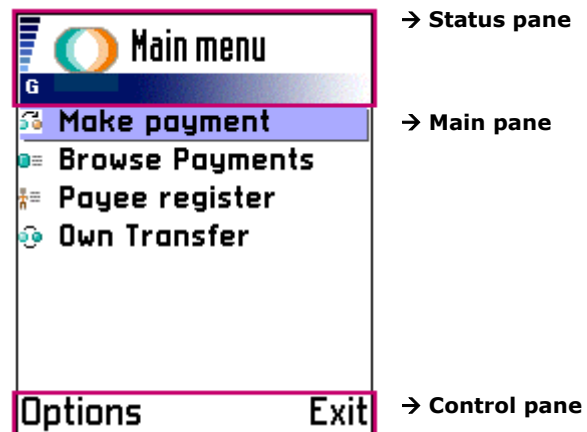 → Status pane
Main menu
G
Make payment
→ Main pane
Browse Payments
Payee register
Own Transfer
Options Exit
→ Control pane